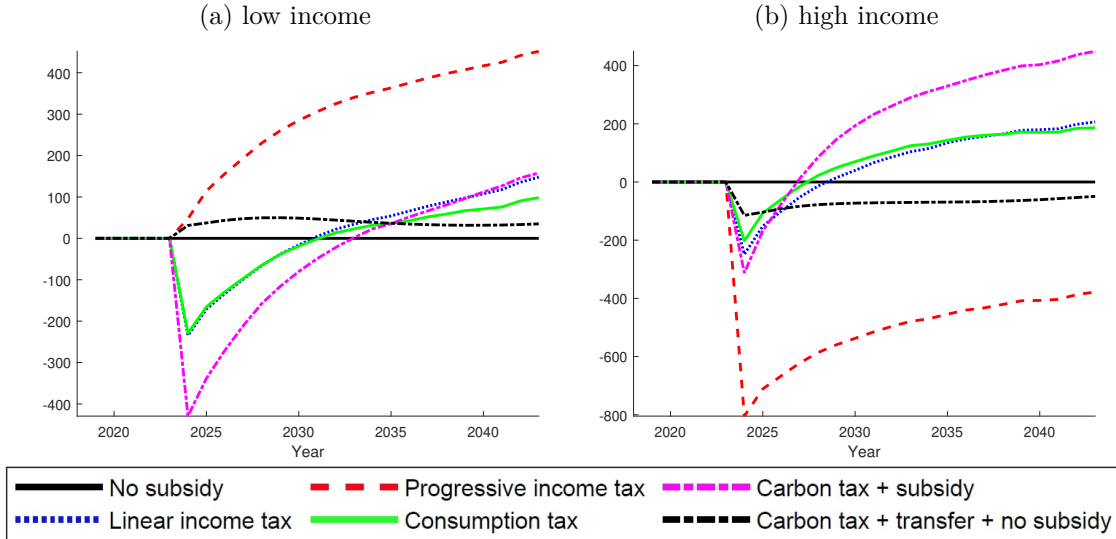 (a) low income
(b) high income
400
300
200
100
0
-100
-200
-300
-400
2020 2025 2030 2035 2040
Year
400
200
0
-200
-400
-600
-800
2020 2025 2030 2035 2040
Year
No subsidy
Progressive income tax
Carbon tax + subsidy
Linear income tax
Consumption tax
Carbon tax + transfer + no subsidy